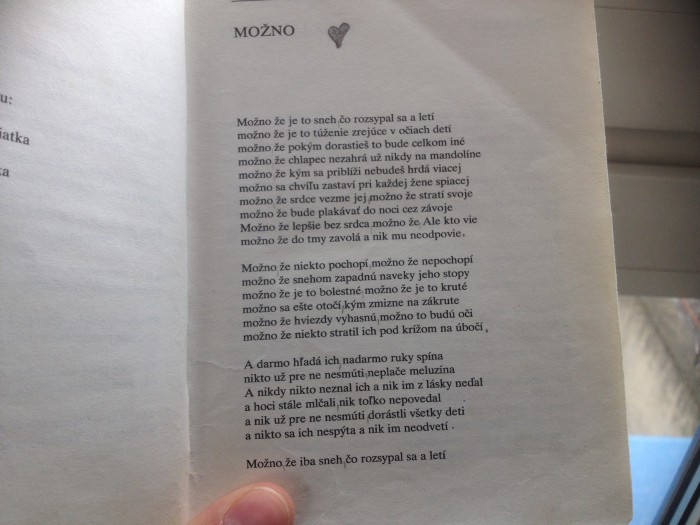 u:
iatka
ka
MOŽNO
Možno že je to sneh čo rozsypal sa a letí
možno že je to túženie zrejúce v očiach detí
možno že pokým dorastieš to bude celkom iné
možno že chlapec nezahrá už nikdy na mandolíne
možno že kým sa priblíži nebudeš hrdá viacej
možno sa chvíľu zastaví pri každej žene spiacej
možno že srdce vezme jej, možno že stratí svoje
možno že bude plakávať do noci cez závoje
Možno že lepšie bez srdca, možno že. Ale kto vie
možno že do tmy zavolá a nik mu neodpovie.
Možno že niekto pochopí, možno že nepochopí
možno že snehom zapadnú naveky jeho stopy
možno že je to bolestné, možno že je to kruté
možno sa ešte otočí, kým zmizne na zákrute
možno že hviezdy vyhasnú, možno to budú oči
možno že niekto stratil ich pod krížom na úbočí,
A darmo hľadá ich, nadarmo ruky spína
nikto už pre ne nesmúti, neplače meluzína
A nikdy nikto neznal ich a nik im z lásky nedal
a hoci stále mlčali, nik toľko nepovedal
a nik už pre ne nesmúti, dorástli všetky deti
a nikto sa ich nespýta a nik im neodvetí.
Možno, že iba sneh, čo rozsypal sa a letí